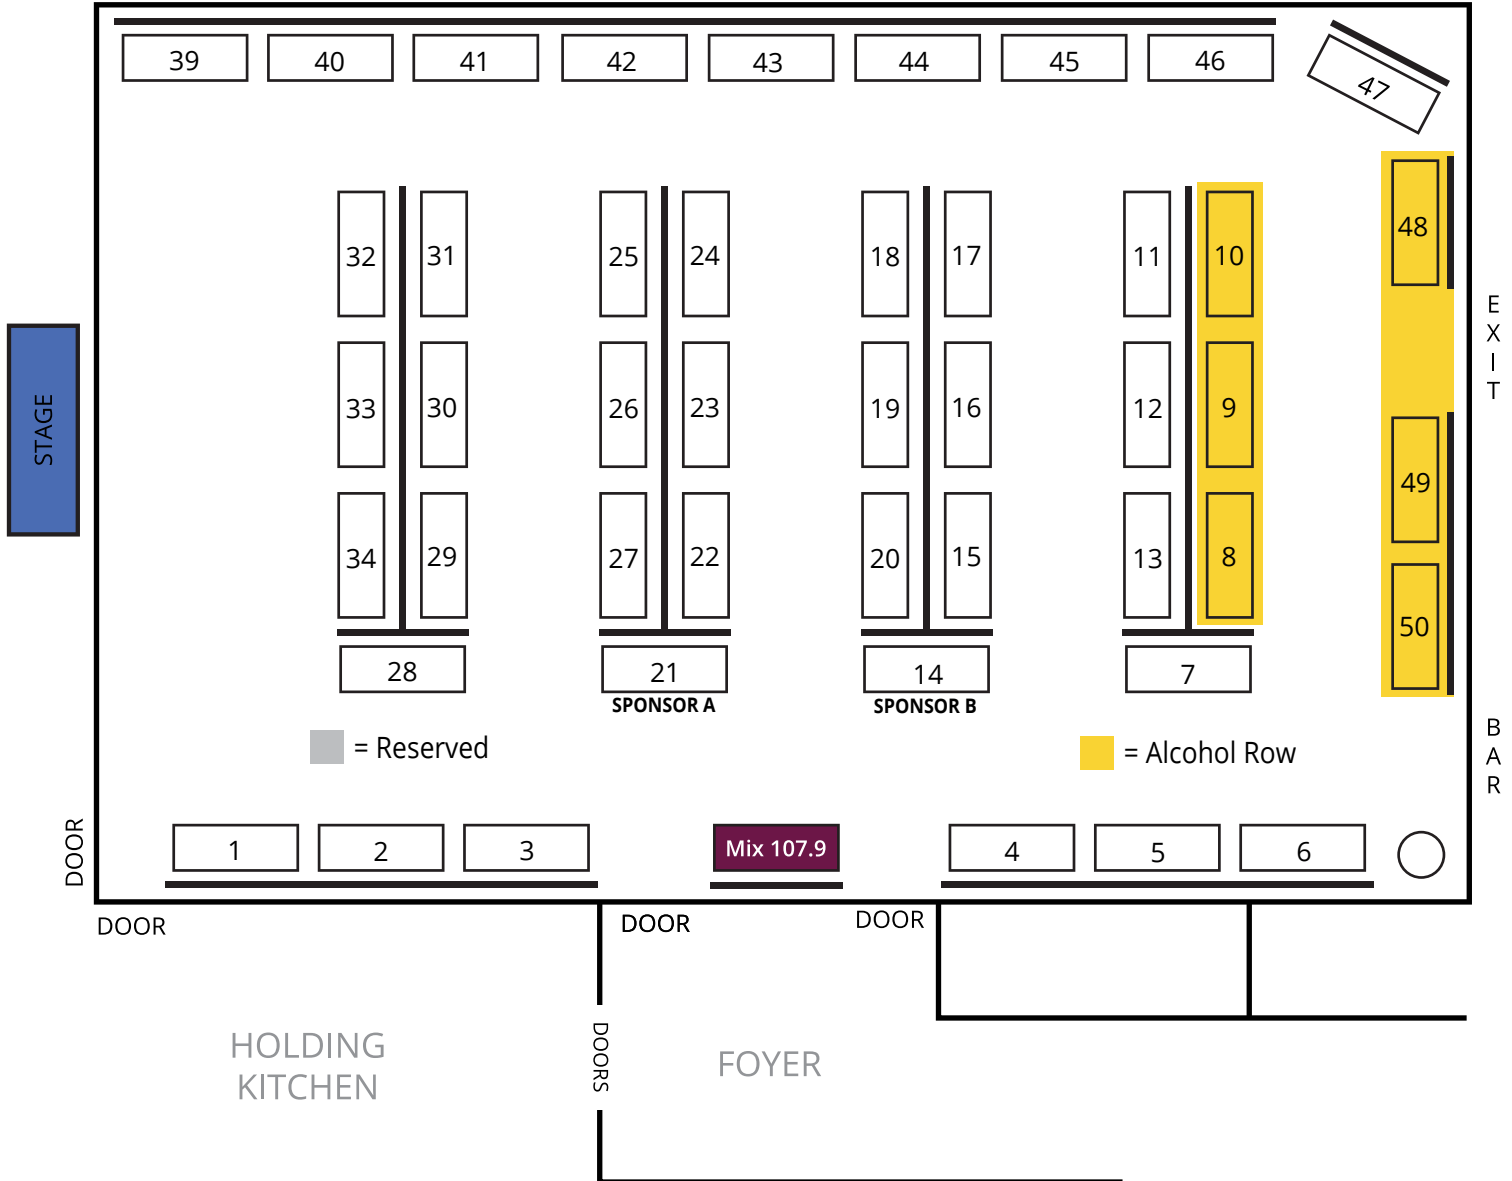 39 40 41 42 43 44 45 46
47
48
32 31 25 24 18 17 11 10
EXIT
33 30 26 23 19 16 12 9
STAGE
49
34 29 27 22 20 15 13 8
50
28 21 14 7
SPONSOR A SPONSOR B
= Reserved = Alcohol Row
BAR
DOOR
1 2 3 Mix 107.9 4 5 6
DOOR DOOR DOOR
DOORS
HOLDING
KITCHEN
FOYER